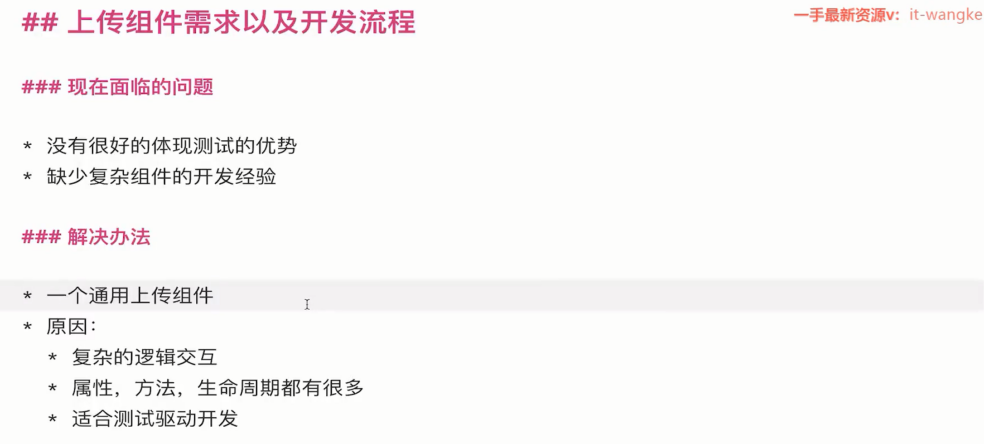 ## 上传组件需求以及开发流程
一手最新资源v：it-wangke
### 现在面临的问题
* 没有很好的体现测试的优势
* 缺少复杂组件的开发经验
### 解决办法
* 一个通用上传组件
* 原因：
* 复杂的逻辑交互
* 属性，方法，生命周期都有很多
* 适合测试驱动开发